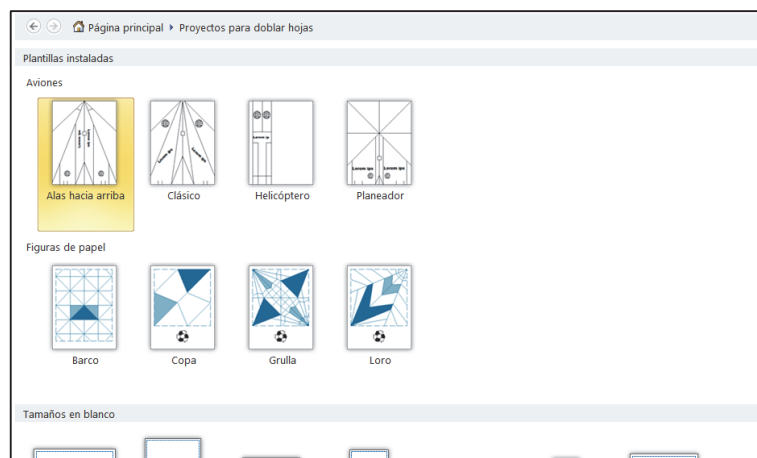 Página principal Proyectos para doblar hojas
Plantillas instaladas
Aviones
Alas hacia arriba Clásico Helicóptero Planeador
Figuras de papel
Barco Copa Grulla Loro
Tamaños en blanco